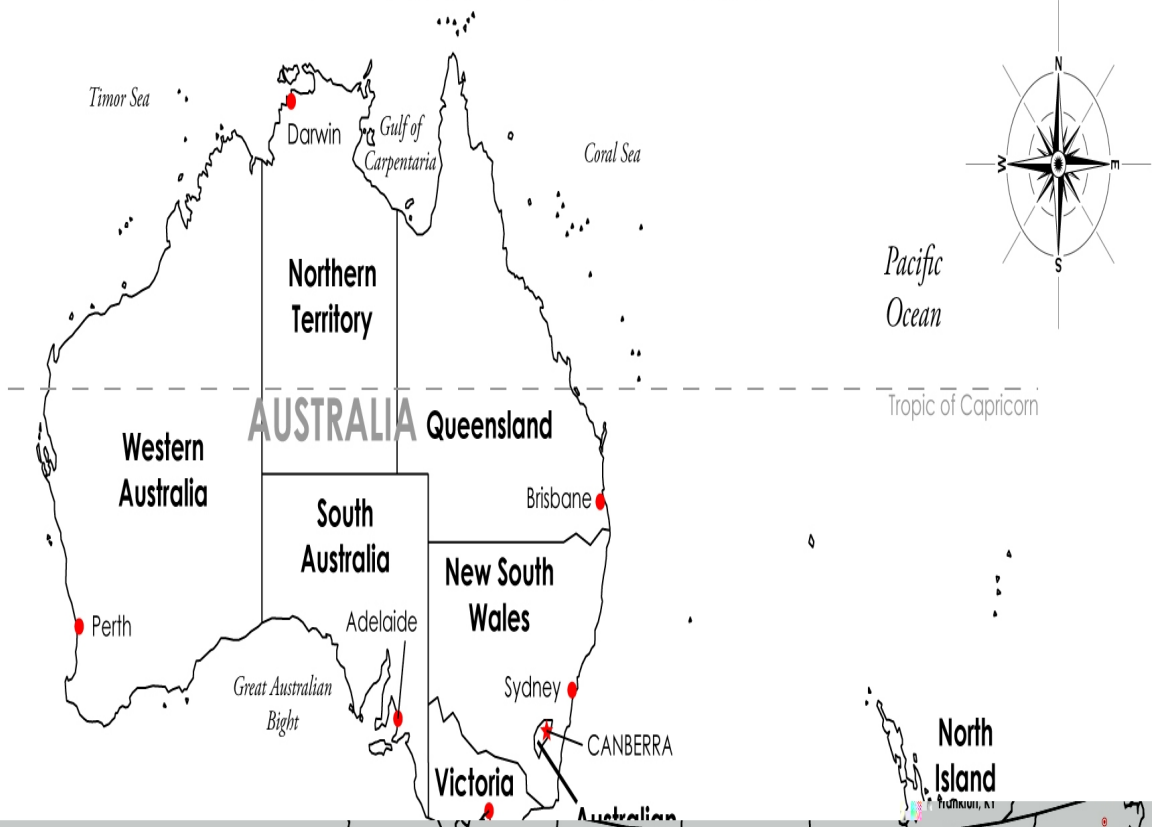 N
W
E
S
Timor Sea
Darwin
Gulf of
Carpentaria
Coral Sea
Pacific
Ocean
Northern
Territory
Tropic of Capricorn
AUSTRALIA
Queensland
Western
Australia
Brisbane
South
Australia
New South
Wales
Perth
Adelaide
Great Australian
Bight
Sydney
CANBERRA
North
Island
Victoria
Australian